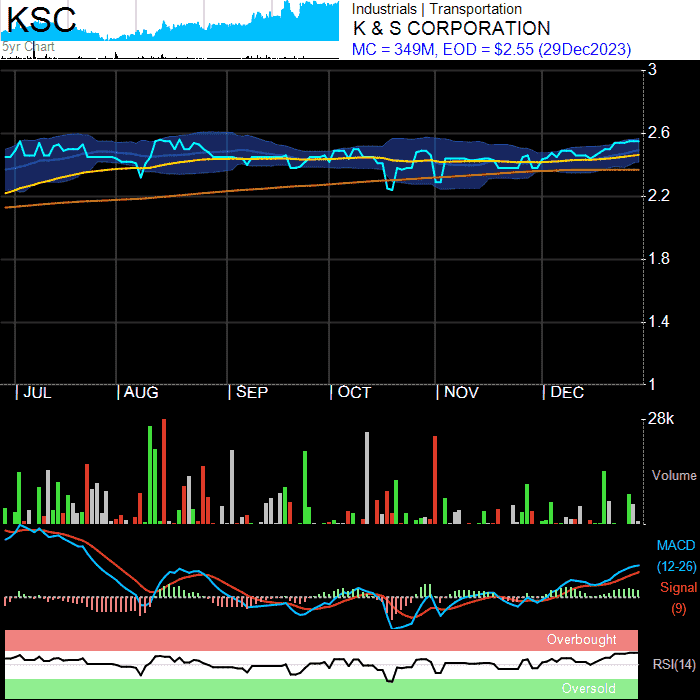 KSC
5yr Chart
Industrials | Transportation
K & S CORPORATION
MC = 349M, EOD = $2.55 (29Dec2023)
3
2.6
2.2
1.8
1.4
1
| JUL | AUG | SEP | OCT | NOV | DEC
28k
Volume
MACD
(12-26)
Signal
(9)
Overbought
RSI(14)
Oversold